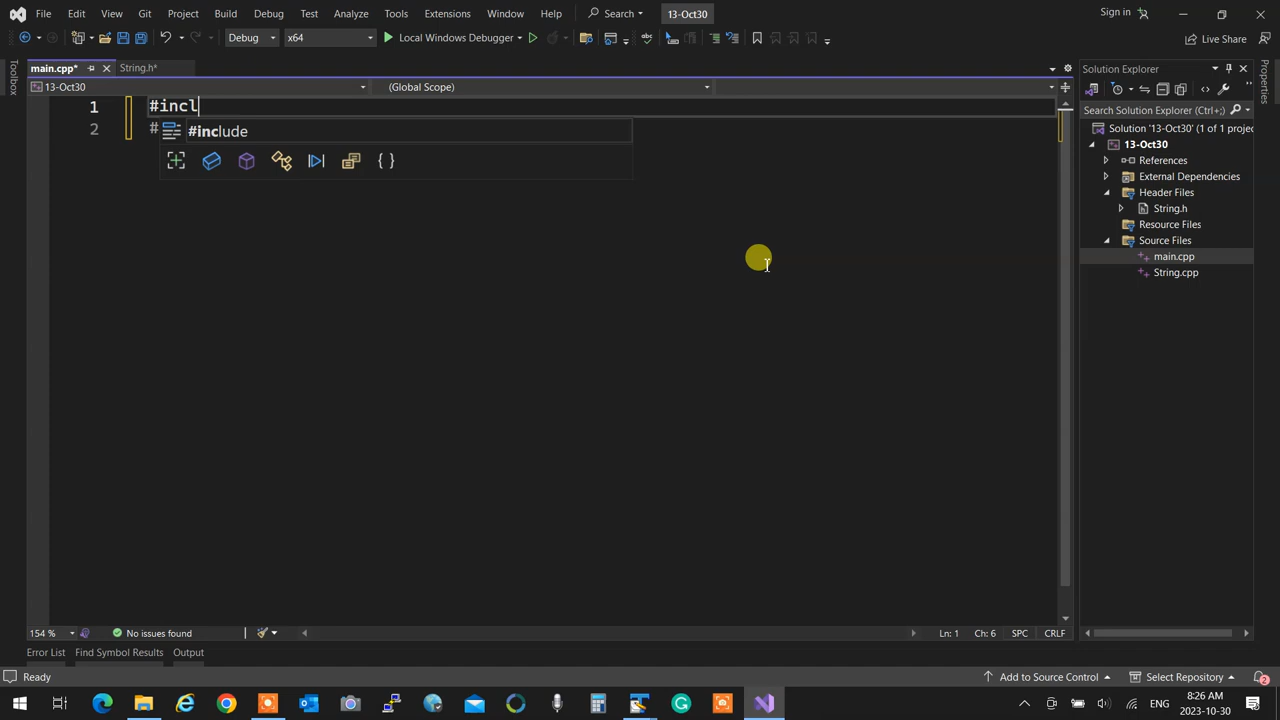 File Edit View Git Project Build Debug Test Analyze Tools Extensions Window Help Search 13-Oct30 Sign in
Debug x64 Local Windows Debugger Live Share
Toolbox
main.cpp* String.h*
13-Oct30 (Global Scope)
1 #incl
2 #
#include
{ }
Solution Explorer
Search Solution Explorer (Ctrl+;)
Solution '13-Oct30' (1 of 1 projec
13-Oct30
References
External Dependencies
Header Files
String.h
Resource Files
Source Files
main.cpp
String.cpp
Properties
154 % No issues found Ln: 1 Ch: 6 SPC CRLF
Error List Find Symbol Results Output
Ready Add to Source Control Select Repository 2
ENG 8:26 AM
2023-10-30